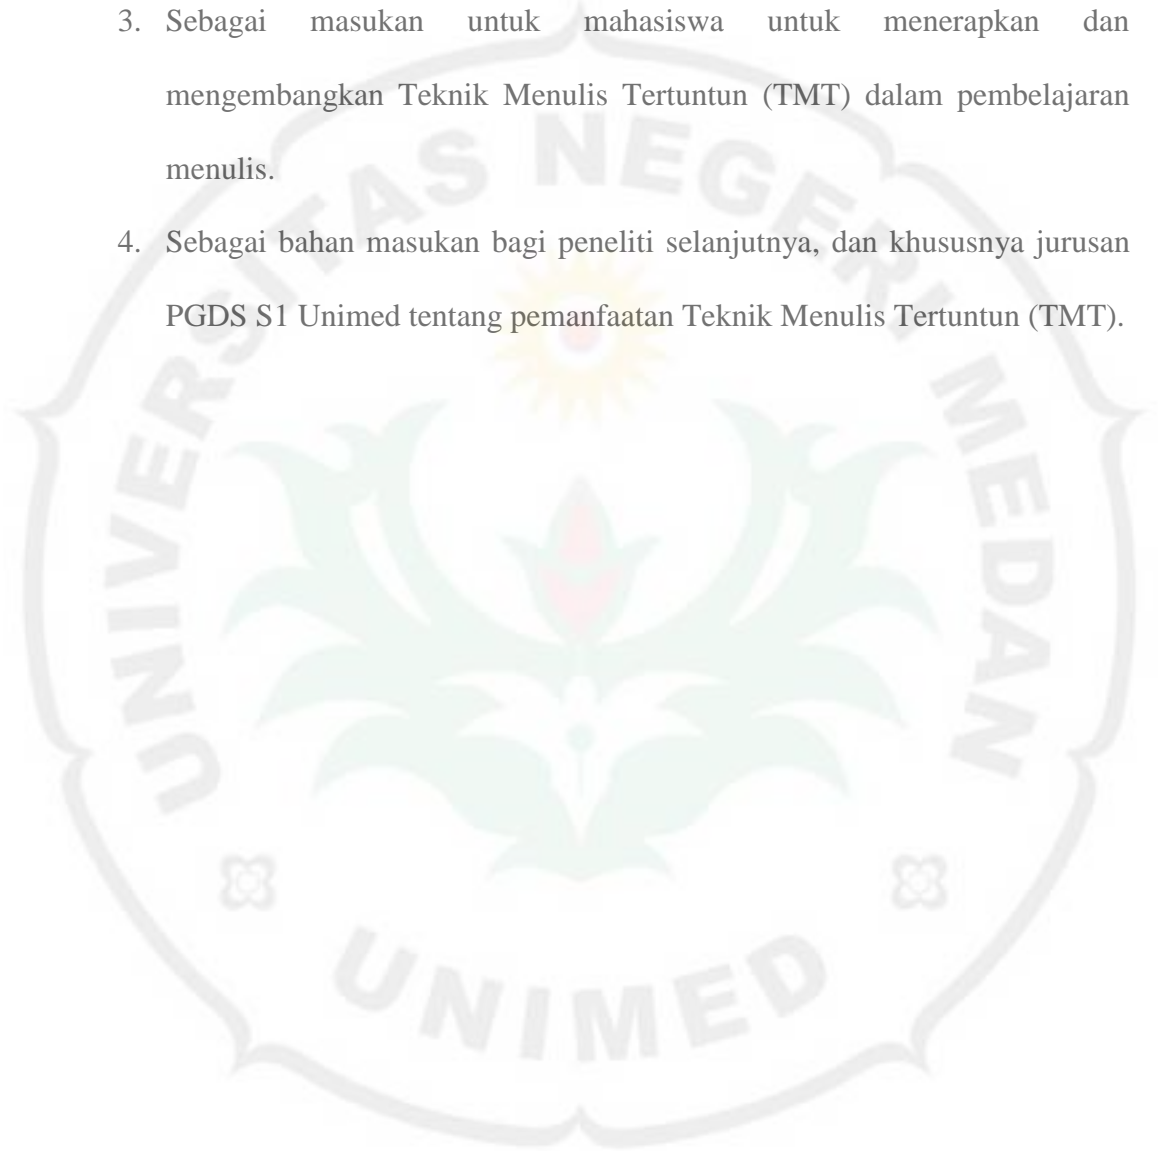 3. Sebagai masukan untuk mahasiswa untuk menerapkan dan
mengembangkan Teknik Menulis Tertuntun (TMT) dalam pembelajaran
menulis.
4. Sebagai bahan masukan bagi peneliti selanjutnya, dan khususnya jurusan
PGDS S1 Unimed tentang pemanfaatan Teknik Menulis Tertuntun (TMT).
UNIVERSITAS NEGERI MEDAN
UNIMED